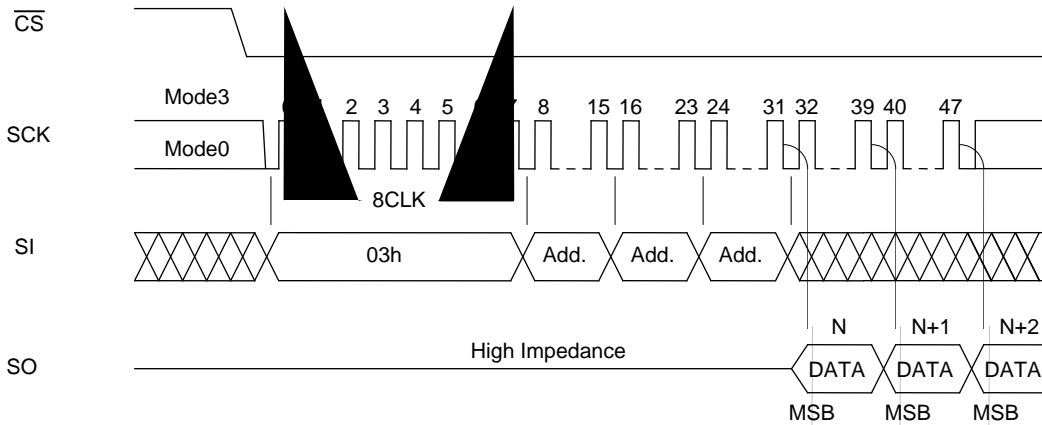 CS
Mode3
2 3 4 5 8 15 16 23 24 31 32 39 40 47
SCK
Mode0
8CLK
SI
03h Add. Add. Add.
N N+1 N+2
High Impedance
SO
DATA DATA DATA
MSB MSB MSB